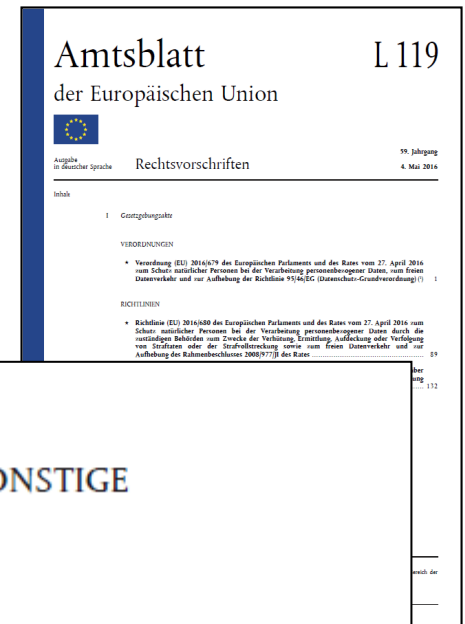 Amtsblatt L 119
der Europäischen Union
59. Jahrgang
Ausgabe
in deutscher Sprache Rechtsvorschriften 4. Mai 2016
Inhalt
I Gesetzgebungsakte
VERORDNUNGEN
★ Verordnung (EU) 2016/679 des Europäischen Parlaments und des Rates vom 27. April 2016
zum Schutz natürlicher Personen bei der Verarbeitung personenbezogener Daten, zum freien
Datenverkehr und zur Aufhebung der Richtlinie 95/46/EG (Datenschutz-Grundverordnung) (¹) 1
RICHTLINIEN
★ Richtlinie (EU) 2016/680 des Europäischen Parlaments und des Rates vom 27. April 2016 zum
Schutz natürlicher Personen bei der Verarbeitung personenbezogener Daten durch die
zuständigen Behörden zum Zwecke der Verhütung, Ermittlung, Aufdeckung oder Verfolgung
von Straftaten oder der Strafvollstreckung sowie zum freien Datenverkehr und zur
Aufhebung des Rahmenbeschlusses 2008/977/JI des Rates ........ 89
132
ONSTIGE
der